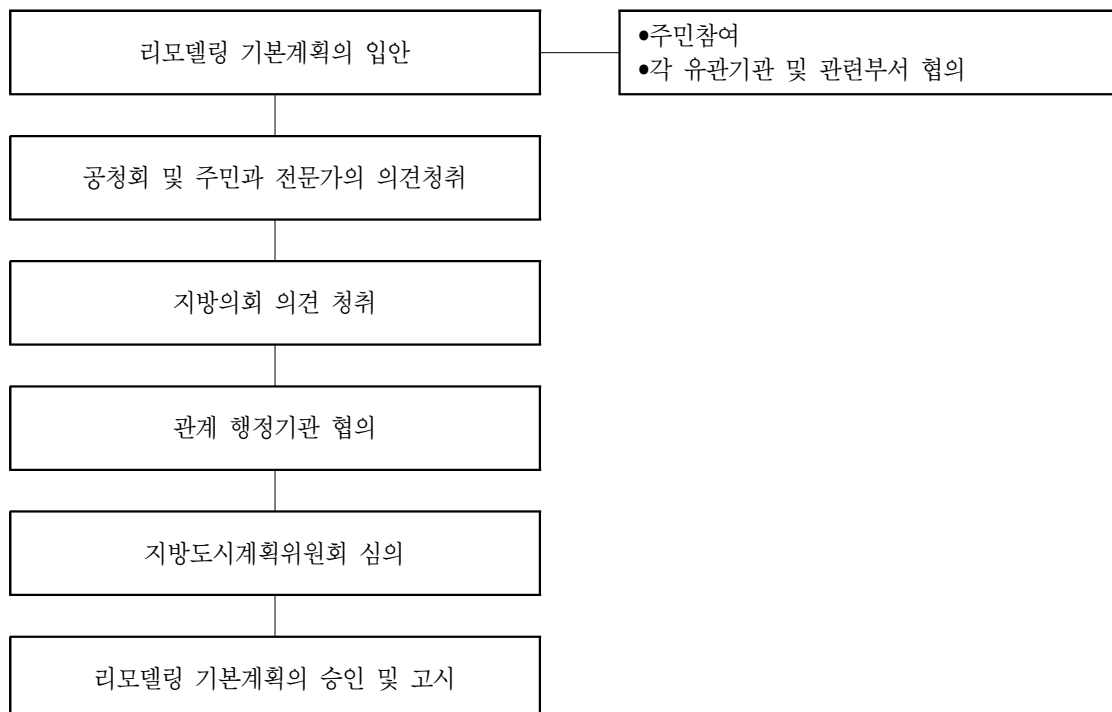 리모델링 기본계획의 입안
●주민참여
●각 유관기관 및 관련부서 협의
공청회 및 주민과 전문가의 의견청취
지방의회 의견 청취
관계 행정기관 협의
지방도시계획위원회 심의
리모델링 기본계획의 승인 및 고시